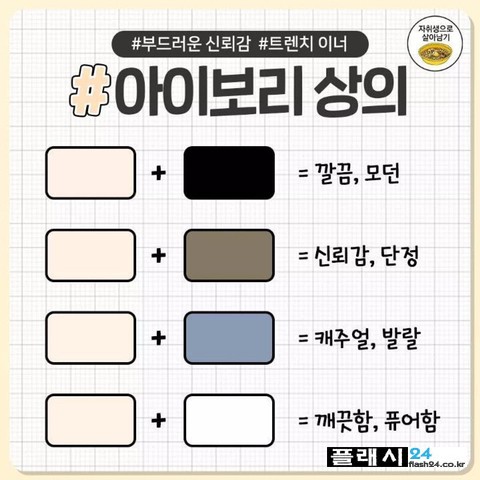 #부드러운 신뢰감 #트렌치 이너
자취생으로
살아남기
#아이보리 상의
+ = 깔끔, 모던
+ = 신뢰감, 단정
+ = 캐주얼, 발랄
+ = 깨끗함, 퓨어함
플래시24
flash24.co.kr